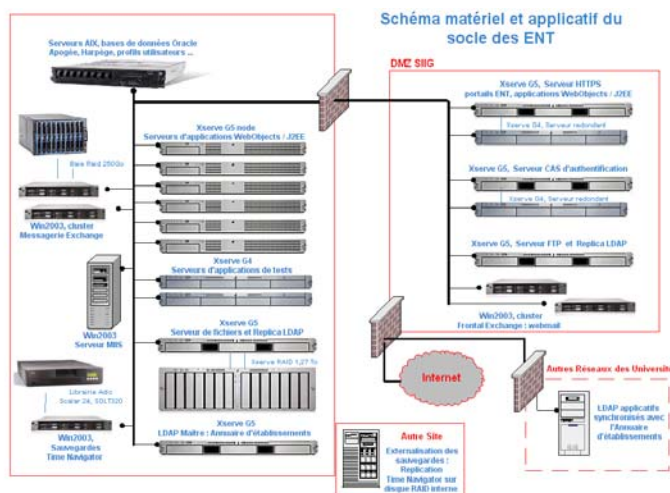 Schéma matériel et applicatif du
socle des ENT
Serveurs AIX, bases de données Oracle
Apogée, Harpège, profils utilisateurs ...
Baie Raid 250Go
Win2003, cluster
Messagerie Exchange
Win2003
Serveur MIIS
Librairie Adic
Scalar 24, SDLT320
Win2003,
Sauvegardes
Time Navigator
Xserve G5 node
Serveurs d'applications WebObjects / J2EE
Xserve G4
Serveurs d'applications de tests
Xserve G5
Serveur de fichiers et Replica LDAP
Xserve RAID 1,27 To
Xserve G5
LDAP Maître : Annuaire d'établissements
DMZ SIIG
Xserve G5, Serveur HTTPS
portails ENT, applications WebObjects / J2EE
Xserve G4, Serveur redondant
Xserve G5, Serveur CAS d'authentification
Xserve G4, Serveur redondant
Xserve G5, Serveur FTP et Replica LDAP
Win2003, cluster
Frontal Exchange : webmail
Internet
Autres Réseaux des Universit
LDAP applicatif
synchronisés avec
l'Annuaire
d'établissements
Autre Site
Externalisation des
sauvegardes :
Replication
Time Navigator sur
disque RAID interne